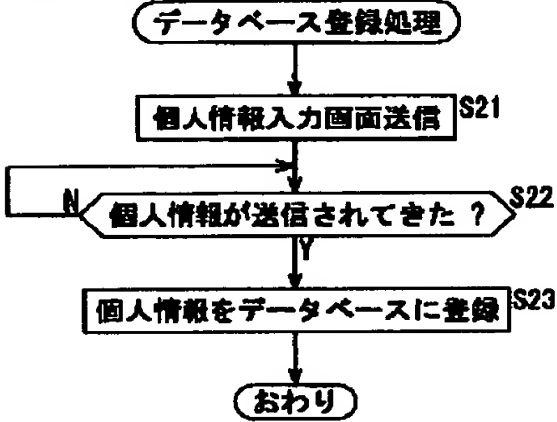 データベース登録処理
個人情報入力画面送信 S21
N 個人情報が送信されてきた? S22
Y
個人情報をデータベースに登録 S23
おわり